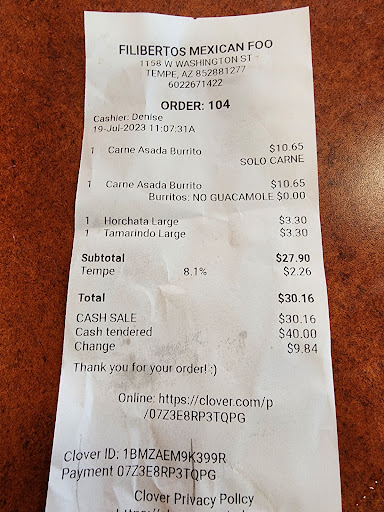 FILIBERTOS MEXICAN FOO
1158 W WASHINGTON ST -
TEMPE, AZ 852881277
6022671422
ORDER: 104
Cashier: Denise
19-Jul-2023 11:07:31A
1 Carne Asada Burrito $10.65
SOLO CARNE
1 Carne Asada Burrito $10.65
Burritos: NO GUACAMOLE $0.00
1 Horchata Large $3.30
1 Tamarindo Large $3.30
Subtotal $27.90
Tempe 8.1% $2.26
Total $30.16
CASH SALE $30.16
Cash tendered $40.00
Change $9.84
Thank you for your order! :)
Online: https://clover.com/p
/07Z3E8RP3TQPG
Clover ID: 1BMZAEM9K399R
Payment 07Z3E8RP3TQPG
Clover Privacy Policy